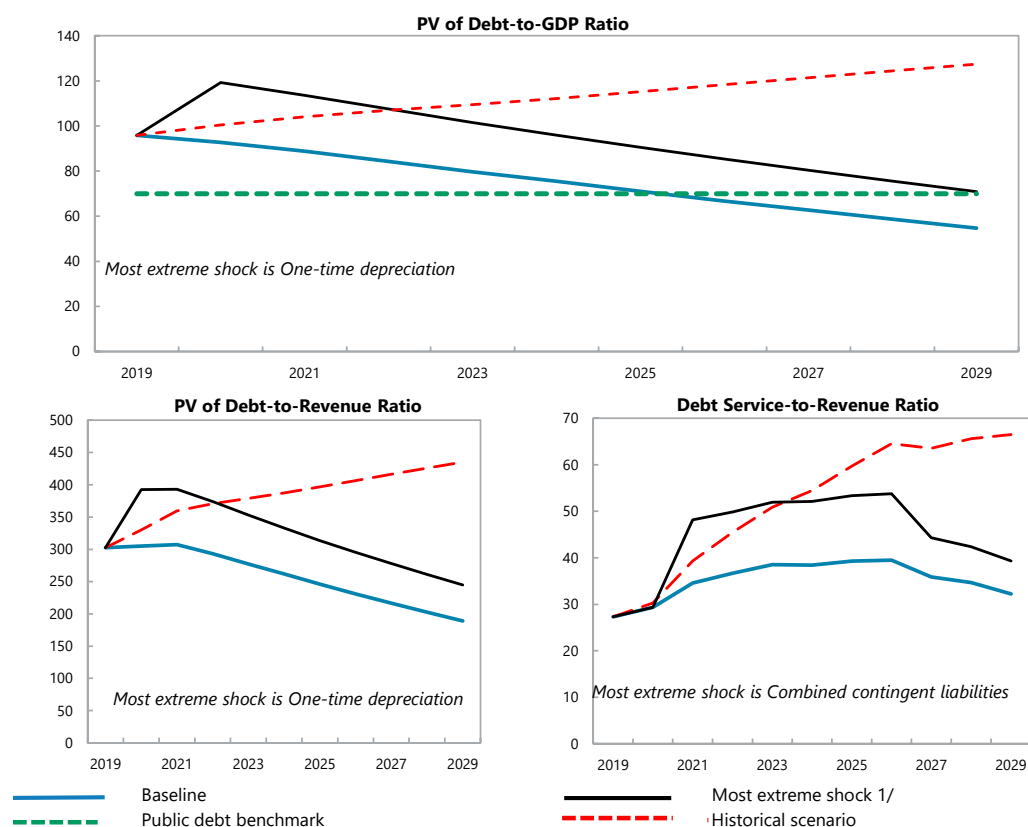 PV of Debt-to-GDP Ratio
140
120
100
80
60
40
20
0
Most extreme shock is One-time depreciation
2019 2021 2023 2025 2027 2029
PV of Debt-to-Revenue Ratio
500
450
400
350
300
250
200
150
100
50
0
Most extreme shock is One-time depreciation
2019 2021 2023 2025 2027 2029
Debt Service-to-Revenue Ratio
70
60
50
40
30
20
10
0
Most extreme shock is Combined contingent liabilities
2019 2021 2023 2025 2027 2029
Baseline
Most extreme shock 1/
Public debt benchmark
Historical scenario